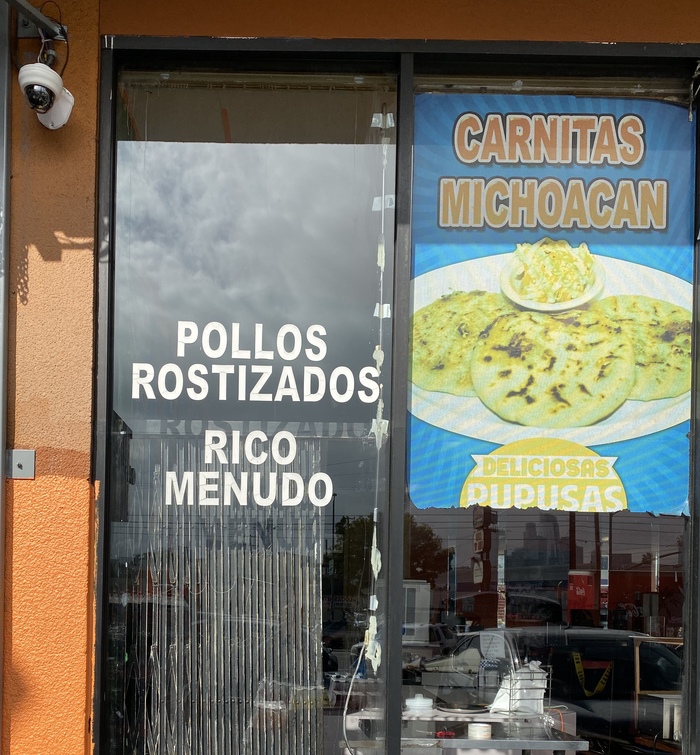 POLLOS
ROSTIZADOS
RICO
MENUDO
CARNITAS
MICHOACAN
DELICIOSAS
PUPUSAS